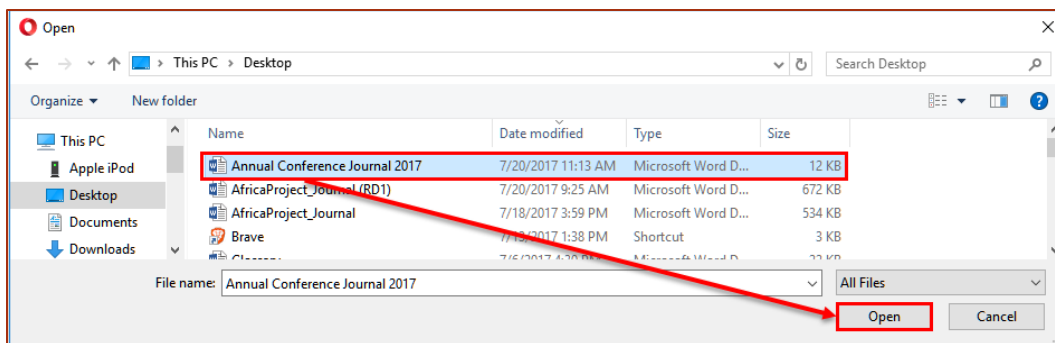 Open
This PC > Desktop
Search Desktop
Organize
New folder
This PC
Apple iPod
Desktop
Documents
Downloads
Name Date modified Type Size
Annual Conference Journal 2017 7/20/2017 11:13 AM Microsoft Word D... 12 KB
AfricaProject_Journal (RD1) 7/20/2017 9:25 AM Microsoft Word D... 672 KB
AfricaProject_Journal 7/18/2017 3:59 PM Microsoft Word D... 534 KB
Brave 7/13/2017 1:38 PM Shortcut 3 KB
File name: Annual Conference Journal 2017
All Files
Open Cancel